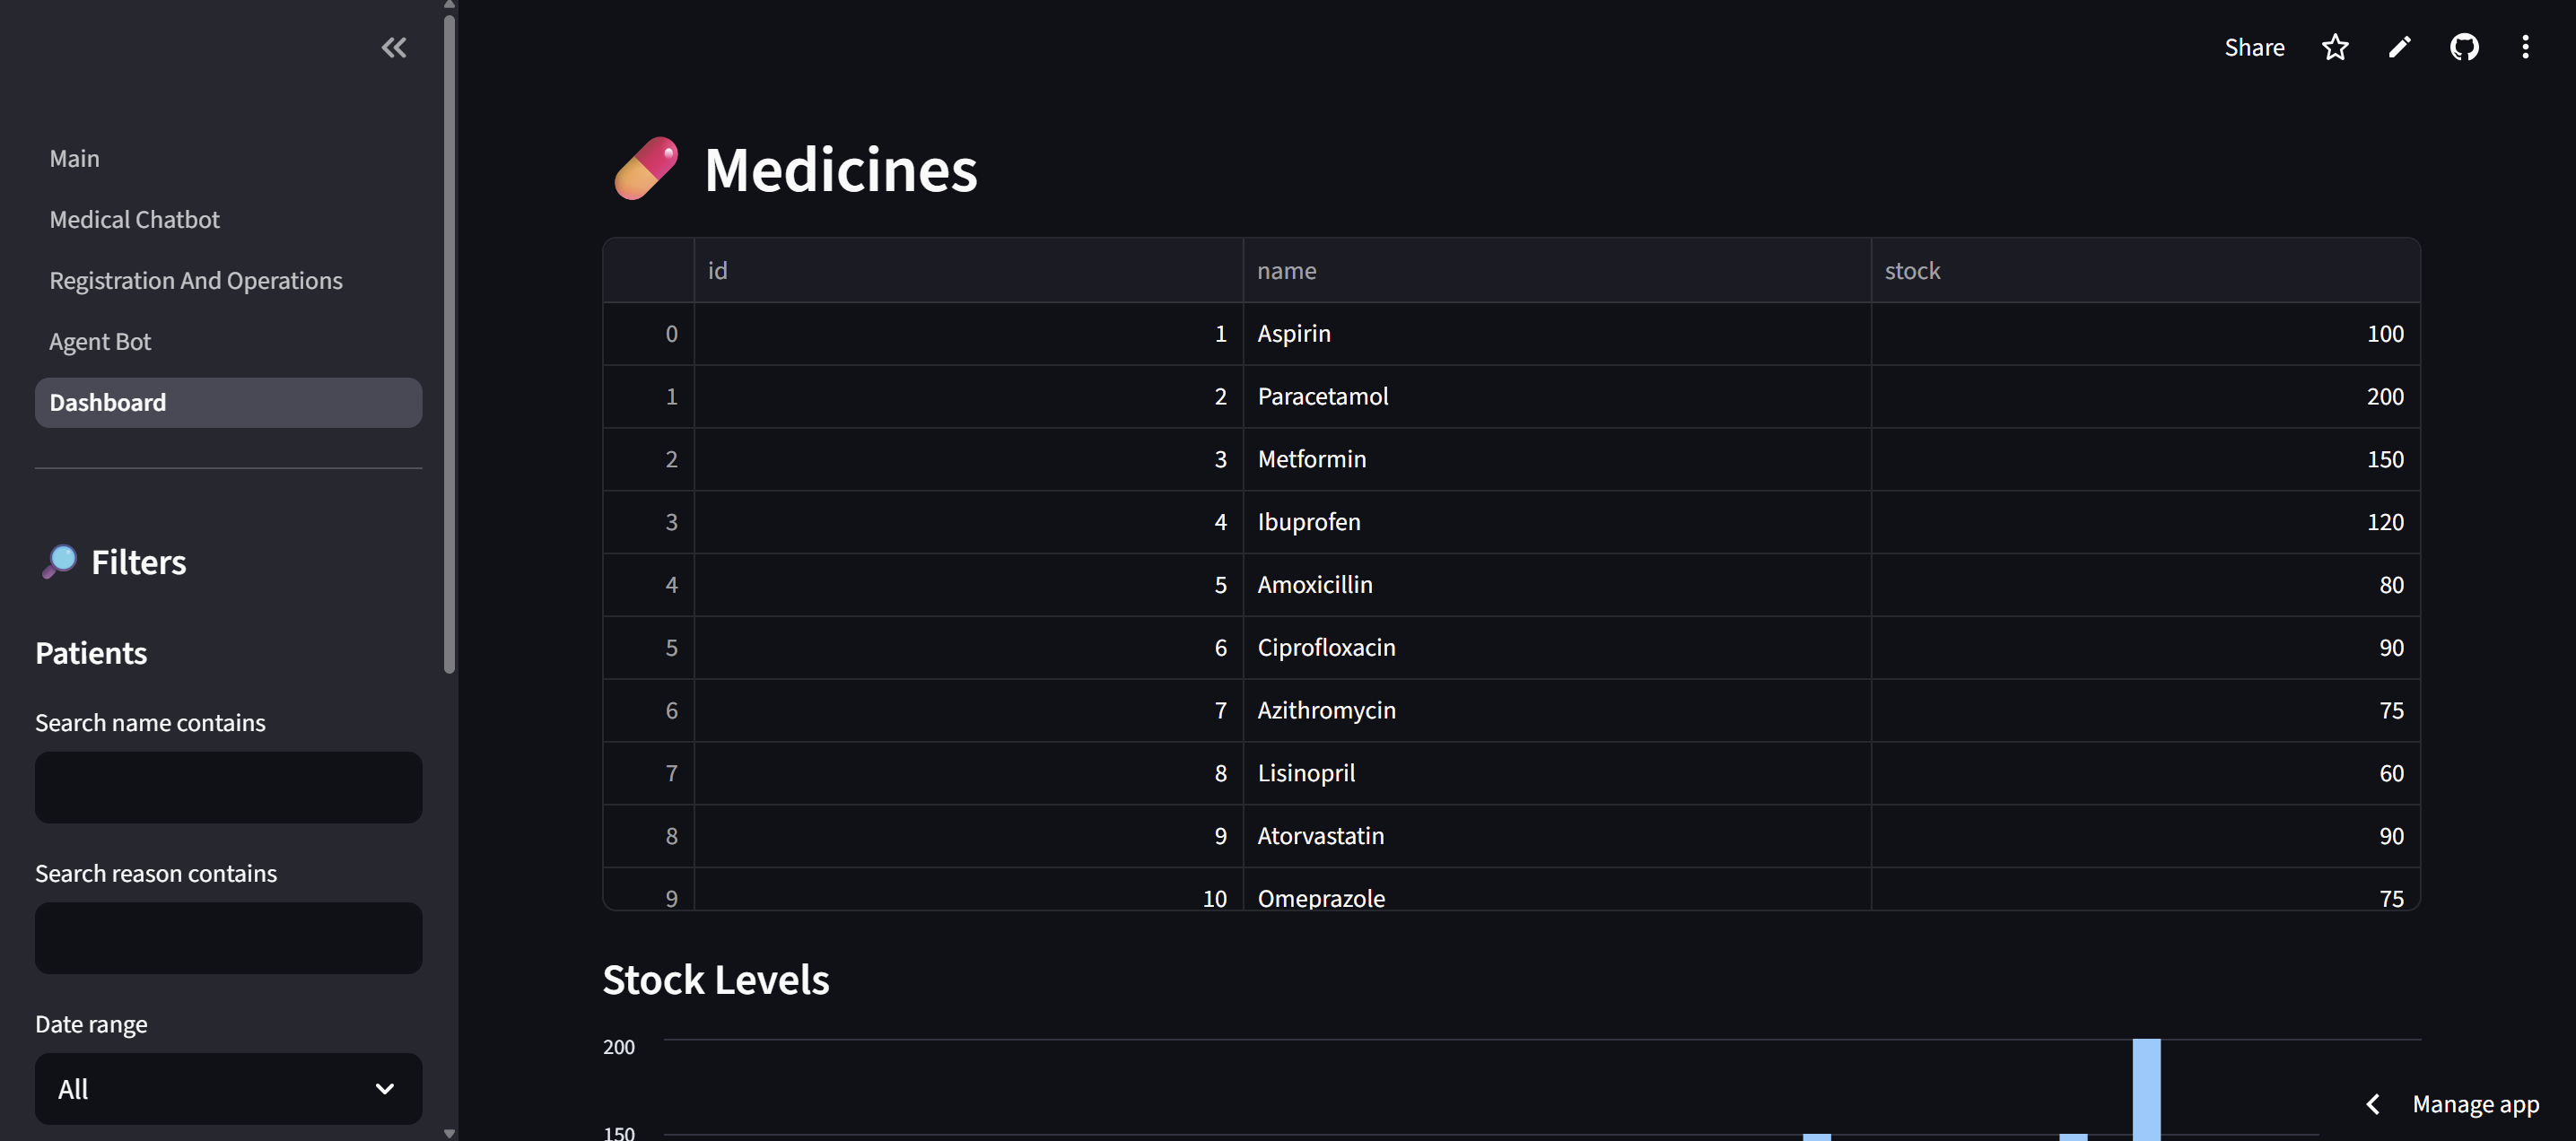 Share
Main
Medical Chatbot
Registration And Operations
Agent Bot
Dashboard
Filters
Patients
Search name contains
Search reason contains
Date range
All
Medicines
id name stock
0 1 Aspirin 100
1 2 Paracetamol 200
2 3 Metformin 150
3 4 Ibuprofen 120
4 5 Amoxicillin 80
5 6 Ciprofloxacin 90
6 7 Azithromycin 75
7 8 Lisinopril 60
8 9 Atorvastatin 90
9 10 Omeprazole 75
Stock Levels
200
150
Manage app